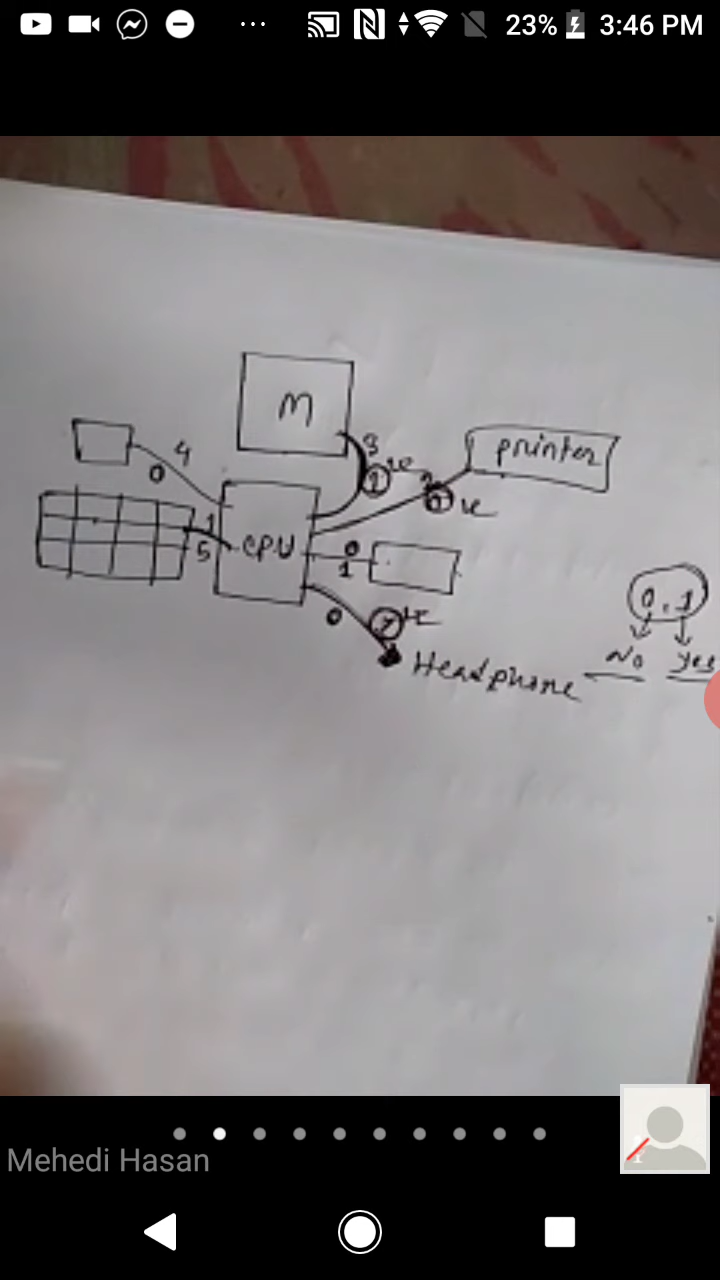 23% 3:46 PM
M
4
3
printer
0
1
5
CPU
0
1
0
0, 1
No yes
Headphone
Mehedi Hasan